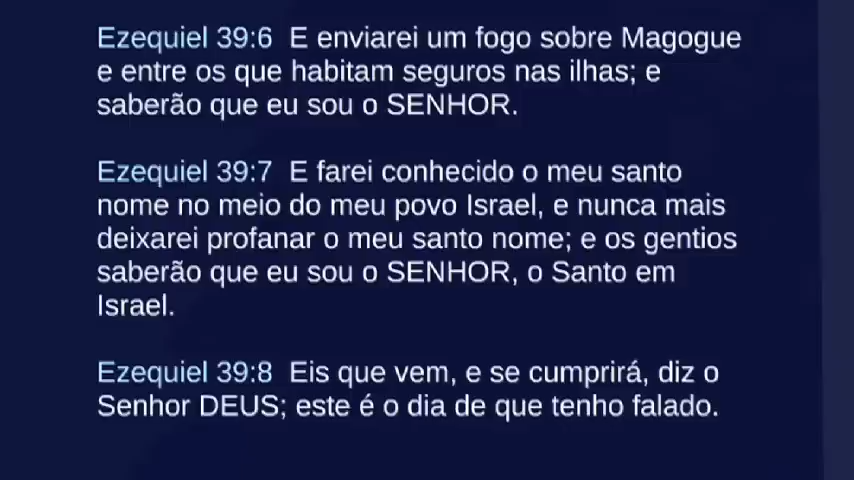 Ezequiel 39:6 E enviarei um fogo sobre Magogue
e entre os que habitam seguros nas ilhas; e
saberão que eu sou o SENHOR.
Ezequiel 39:7 E farei conhecido o meu santo
nome no meio do meu povo Israel, e nunca mais
deixarei profanar o meu santo nome; e os gentios
saberão que eu sou o SENHOR, o Santo em
Israel.
Ezequiel 39:8 Eis que vem, e se cumprirá, diz o
Senhor DEUS; este é o dia de que tenho falado.